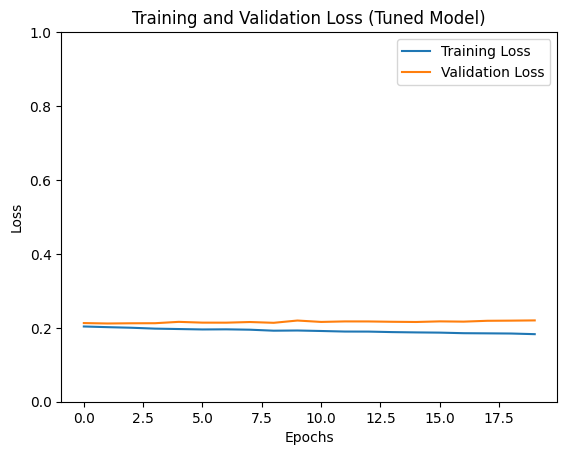 Training and Validation Loss (Tuned Model)
Training Loss
Validation Loss
1.0
0.8
0.6
0.4
0.2
0.0
Loss
0.0 2.5 5.0 7.5 10.0 12.5 15.0 17.5
Epochs